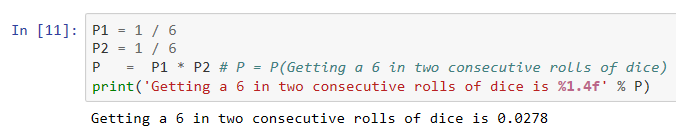 In [11]: P1 = 1 / 6
P2 = 1 / 6
P  =  P1 * P2 # P = P(Getting a 6 in two consecutive rolls of dice)
print('Getting a 6 in two consecutive rolls of dice is %1.4f' % P)
Getting a 6 in two consecutive rolls of dice is 0.0278